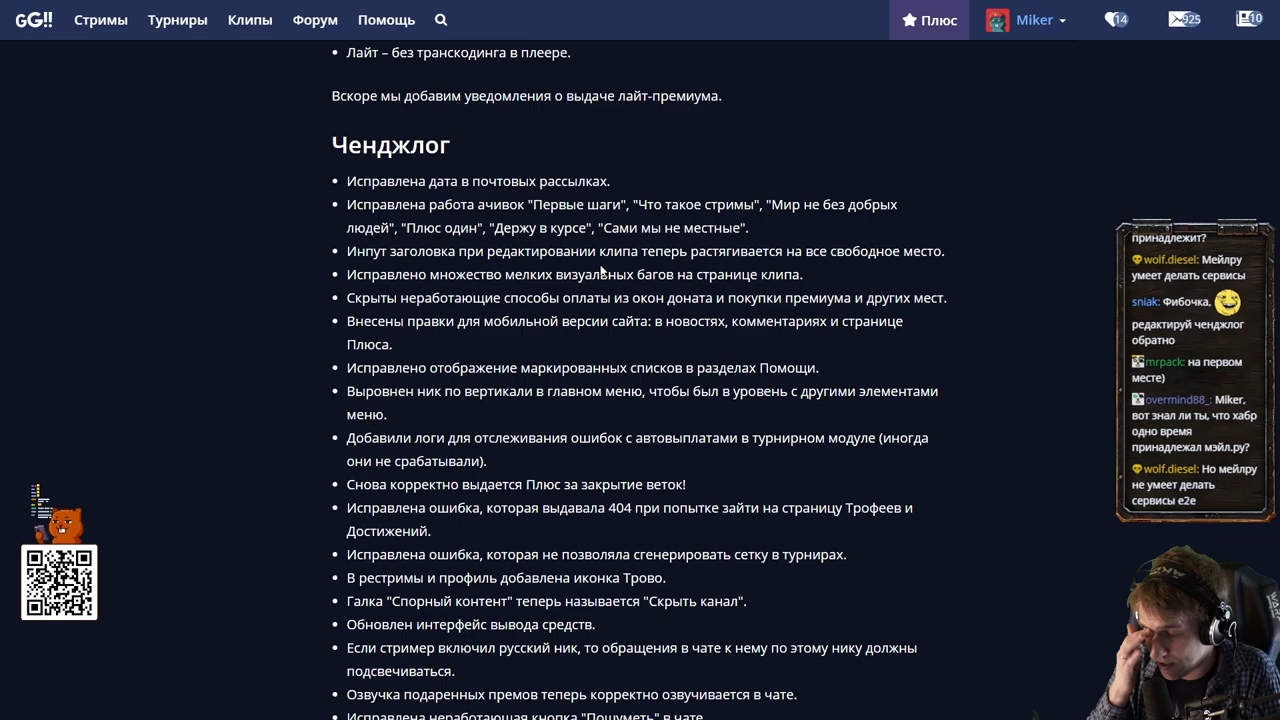 GG!! Стримы Турниры Клипы Форум Помощь Плюс Miker 14 925 10
Лайт – без транскодинга в плеере.
Вскоре мы добавим уведомления о выдаче лайт-премиума.
Ченджлог
Исправлена дата в почтовых рассылках.
Исправлена работа ачивок "Первые шаги", "Что такое стримы", "Мир не без добрых
людей", "Плюс один", "Держу в курсе", "Сами мы не местные".
Инпут заголовка при редактировании клипа теперь растягивается на все свободное место.
Исправлено множество мелких визуальных багов на странице клипа.
Скрыты неработающие способы оплаты из окон доната и покупки премиума и других мест.
Внесены правки для мобильной версии сайта: в новостях, комментариях и странице
Плюса.
Исправлено отображение маркированных списков в разделах Помощи.
Выровнен ник по вертикали в главном меню, чтобы был в уровень с другими элементами
меню.
Добавили логи для отслеживания ошибок с автовыплатами в турнирном модуле (иногда
они не срабатывали).
Снова корректно выдается Плюс за закрытие веток!
Исправлена ошибка, которая выдавала 404 при попытке зайти на страницу Трофеев и
Достижений.
Исправлена ошибка, которая не позволяла сгенерировать сетку в турнирах.
В рестримы и профиль добавлена иконка Трово.
Галка "Спорный контент" теперь называется "Скрыть канал".
Обновлен интерфейс вывода средств.
Если стример включил русский ник, то обращения в чате к нему по этому нику должны
подсвечиваться.
Озвучка подаренных премов теперь корректно озвучивается в чате.
Исправлена неработающая кнопка "Пошуметь" в чате.
принадлежит?
wolf.diesel: Мейлру
умеет делать сервисы
sniak: Фибочка,
редактируй ченджлог
обратно
mrpack: на первом
месте)
overmind88_: Miker,
вот знал ли ты, что хабр
одно время
принадлежал мэйл.ру?
wolf.diesel: Но мейлру
не умеет делать
сервисы e2e